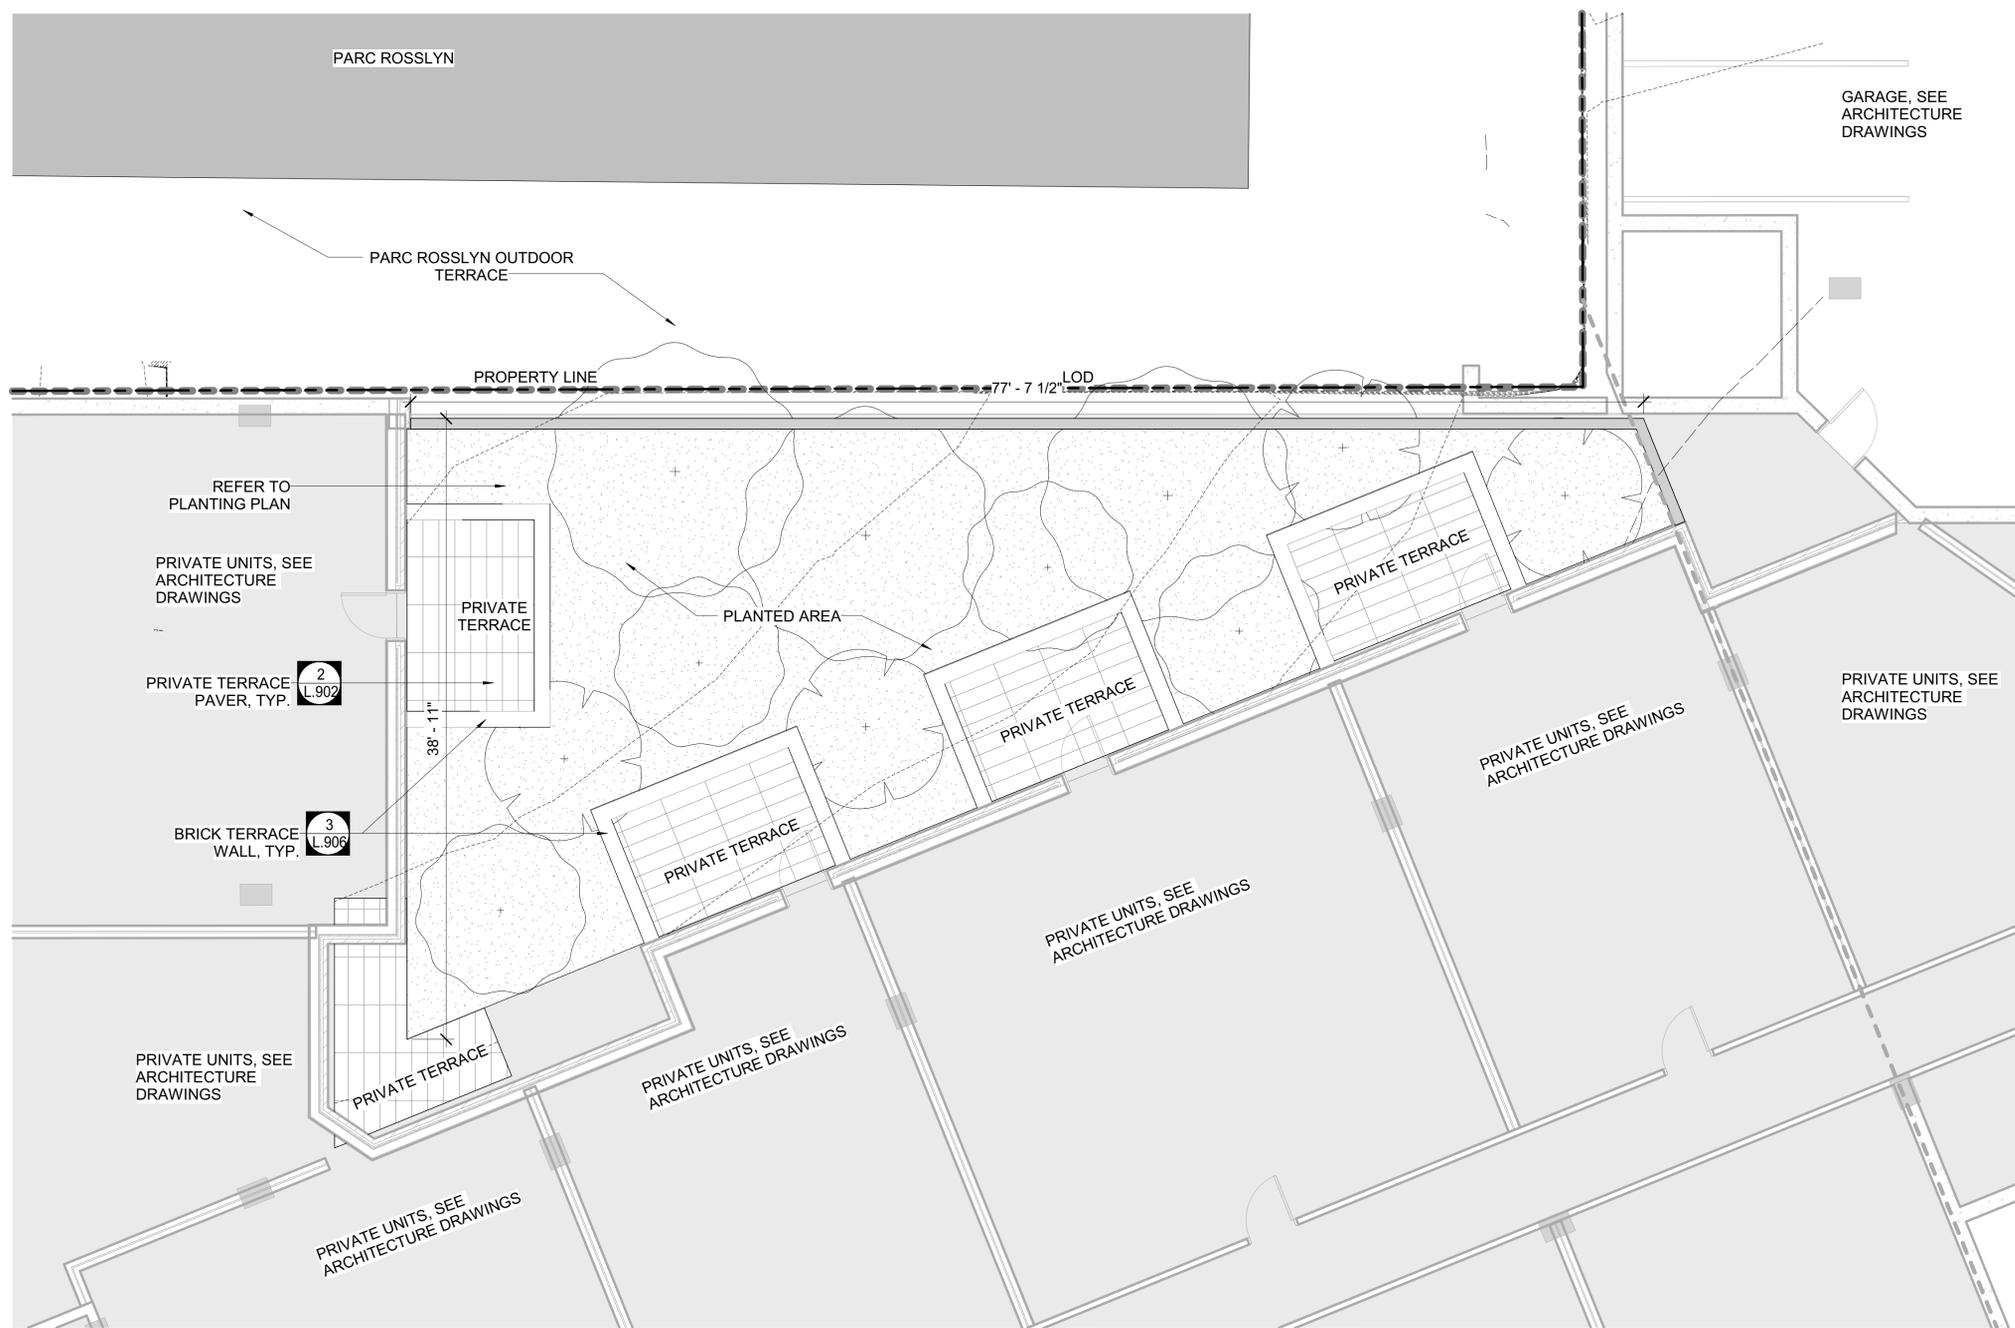 PARC ROSSLYN
GARAGE, SEE
ARCHITECTURE
DRAWINGS
PARC ROSSLYN OUTDOOR
TERRACE
PROPERTY LINE
LOD
77' - 7 1/2"
REFER TO
PLANTING PLAN
PRIVATE UNITS, SEE
ARCHITECTURE
DRAWINGS
PRIVATE
TERRACE
PLANTED AREA
PRIVATE TERRACE
PRIVATE TERRACE
PAVER, TYP.
2
L.902
38' - 11"
PRIVATE TERRACE
PRIVATE UNITS, SEE
ARCHITECTURE
DRAWINGS
PRIVATE UNITS, SEE
ARCHITECTURE DRAWINGS
BRICK TERRACE
WALL, TYP.
3
L.906
PRIVATE TERRACE
PRIVATE UNITS, SEE
ARCHITECTURE DRAWINGS
PRIVATE UNITS, SEE
ARCHITECTURE
DRAWINGS
PRIVATE TERRACE
PRIVATE UNITS, SEE
ARCHITECTURE DRAWINGS
PRIVATE UNITS, SEE
ARCHITECTURE DRAWINGS